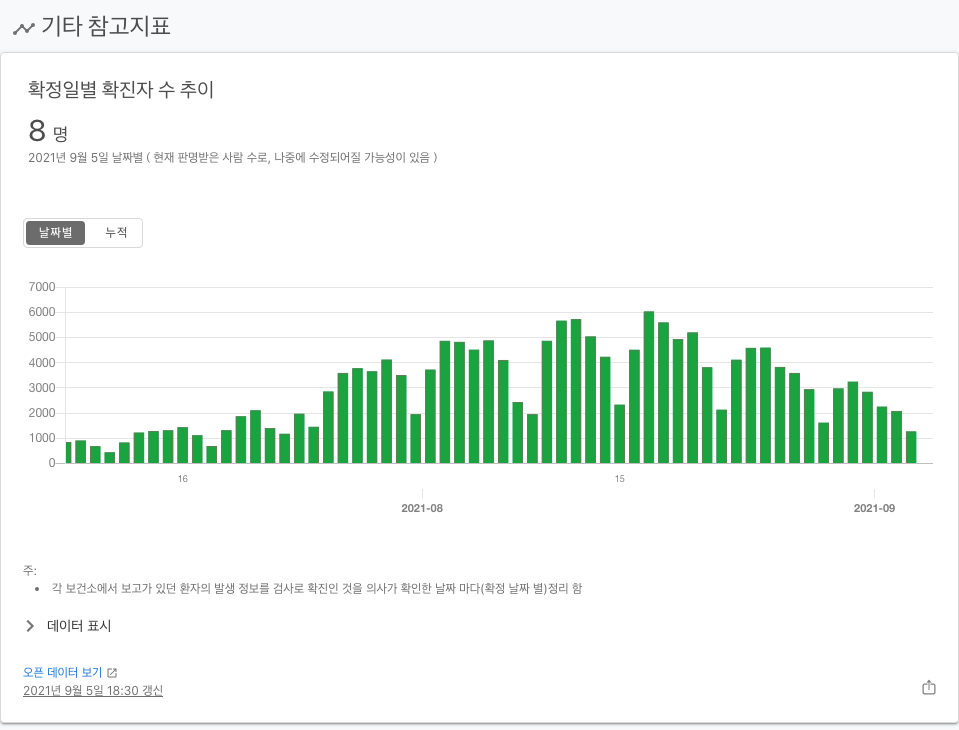 기타 참고지표
확정일별 확진자 수 추이
8 명
2021년 9월 5일 날짜별 ( 현재 판명받은 사람 수로, 나중에 수정되어질 가능성이 있음 )
날짜별 누적
7000
6000
5000
4000
3000
2000
1000
0
16 15
2021-08 2021-09
주:
• 각 보건소에서 보고가 있던 환자의 발생 정보를 검사로 확진인 것을 의사가 확인한 날짜 마다(확정 날짜 별)정리 함
데이터 표시
오픈 데이터 보기
2021년 9월 5일 18:30 갱신